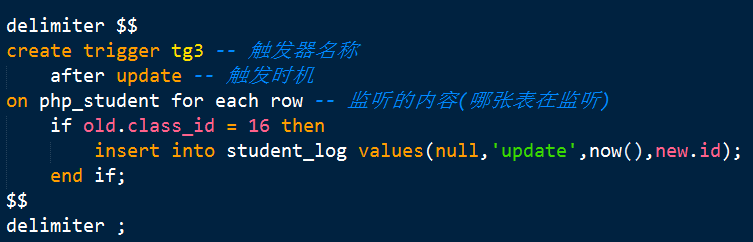 delimiter $$
create trigger tg3 -- 触发器名称
    after update -- 触发时机
on php_student for each row -- 监听的内容(哪张表在监听)
    if old.class_id = 16 then
        insert into student_log values(null,'update',now(),new.id);
    end if;
$$
delimiter ;